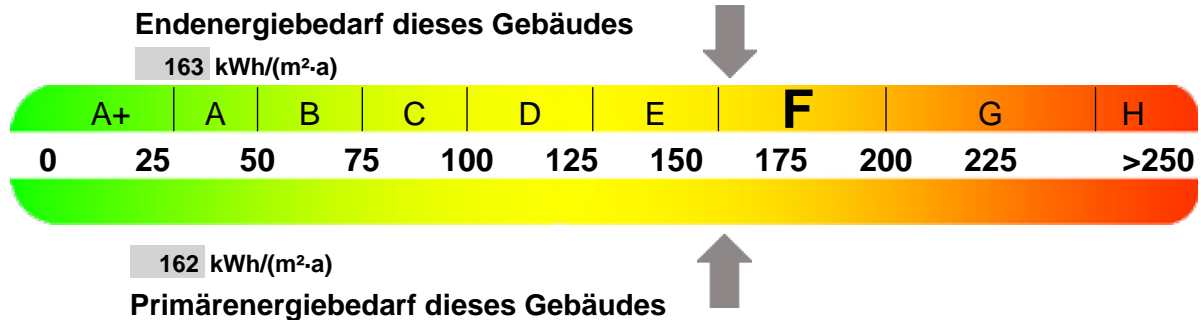 Endenergiebedarf dieses Gebäudes
163 kWh/(m²·a)
A+ A B C D E F G H
0 25 50 75 100 125 150 175 200 225 >250
162 kWh/(m²·a)
Primärenergiebedarf dieses Gebäudes